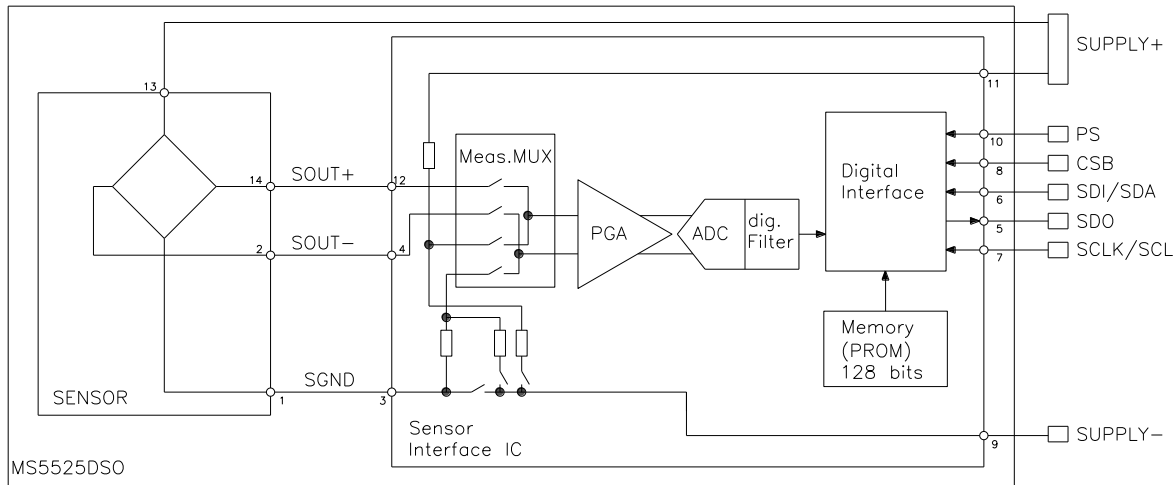 SUPPLY+
13
11
PS
10
Meas.MUX
CSB
8
Digital
Interface
SOUT+
14
12
SDI/SDA
6
SDO
5
PGA
ADC
dig.
Filter
SOUT-
2
4
SCLK/SCL
7
Memory
(PROM)
128 bits
SGND
1
3
SENSOR
Sensor
Interface IC
SUPPLY-
9
MS5525DSO